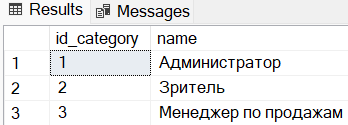 Results Messages
id_category name
1 1 Администратор
2 2 Зритель
3 3 Менеджер по продажам